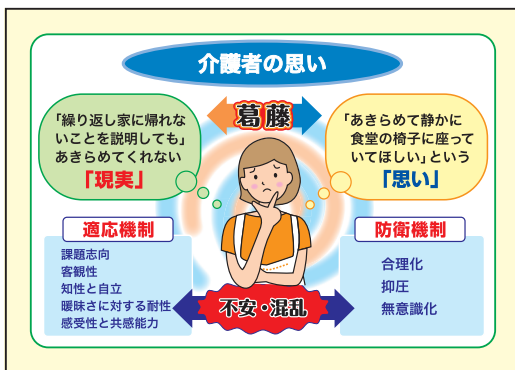 介護者の思い
「繰り返し家に帰れな
いことを説明しても」
あきらめてくれない
「現実」
葛藤
「あきらめて静かに
食堂の椅子に座って
いてほしい」という
「思い」
適応機制
課題志向
客観性
知性と自立
曖昧さに対する耐性
感受性と共感能力
防衛機制
合理化
抑圧
無意識化
不安・混乱